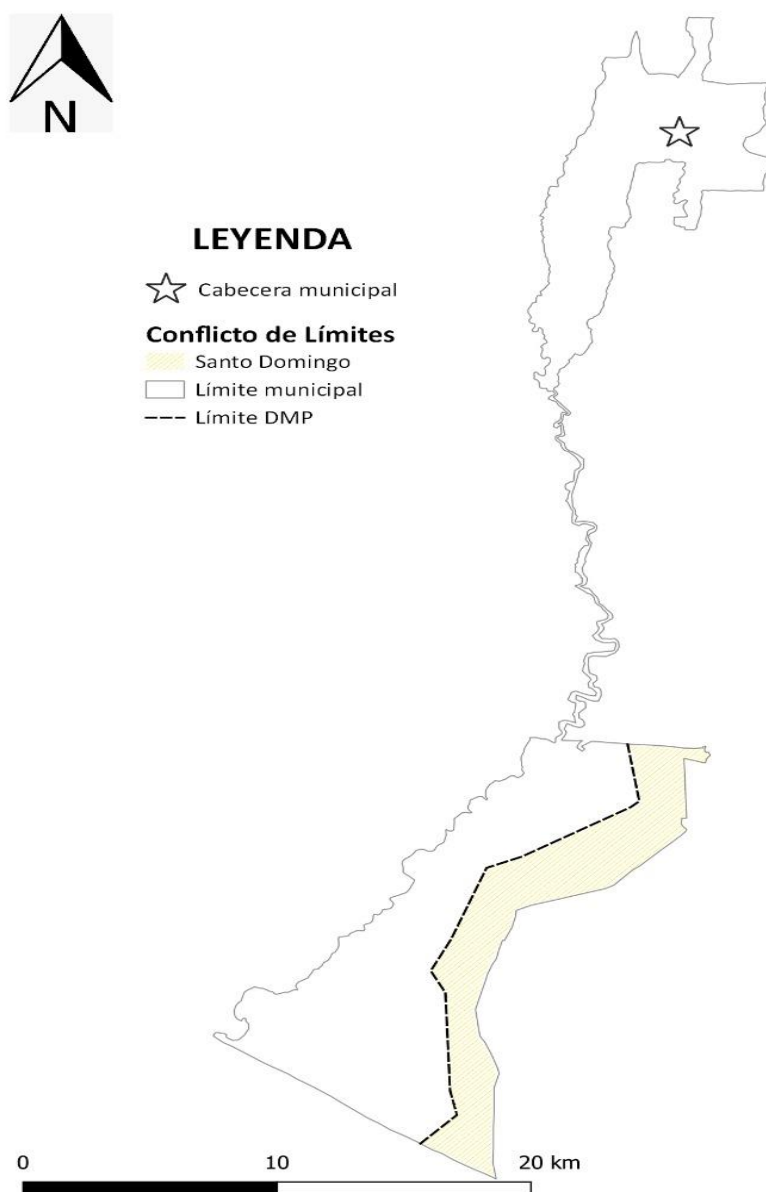 N
LEYENDA
Cabecera municipal
Conflicto de Límites
Santo Domingo
Límite municipal
Límite DMP
0 10 20 km